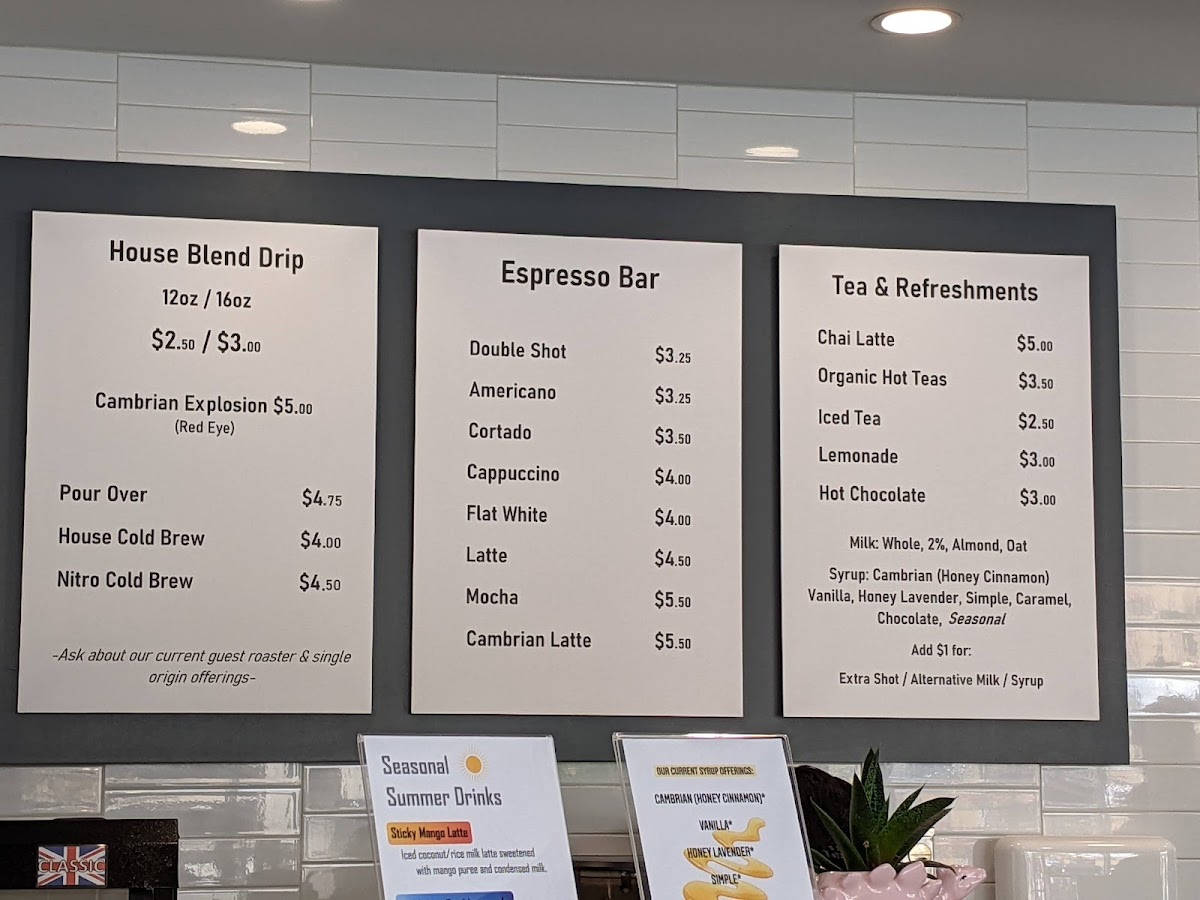 House Blend Drip
12oz / 16oz
$2.50 / $3.00
Cambrian Explosion $5.00
(Red Eye)
Pour Over $4.75
House Cold Brew $4.00
Nitro Cold Brew $4.50
-Ask about our current guest roaster & single
origin offerings-
Espresso Bar
Double Shot $3.25
Americano $3.25
Cortado $3.50
Cappuccino $4.00
Flat White $4.00
Latte $4.50
Mocha $5.50
Cambrian Latte $5.50
Tea & Refreshments
Chai Latte $5.00
Organic Hot Teas $3.50
Iced Tea $2.50
Lemonade $3.00
Hot Chocolate $3.00
Milk: Whole, 2%, Almond, Oat
Syrup: Cambrian (Honey Cinnamon)
Vanilla, Honey Lavender, Simple, Caramel,
Chocolate, Seasonal
Add $1 for:
Extra Shot / Alternative Milk / Syrup
Seasonal
Summer Drinks
Sticky Mango Latte
Iced coconut/rice milk latte sweetened
with mango puree and condensed milk.
OUR CURRENT SYRUP OFFERINGS:
CAMBRIAN (HONEY CINNAMON)*
VANILLA*
HONEY LAVENDER*
SIMPLE*
CLASSIC